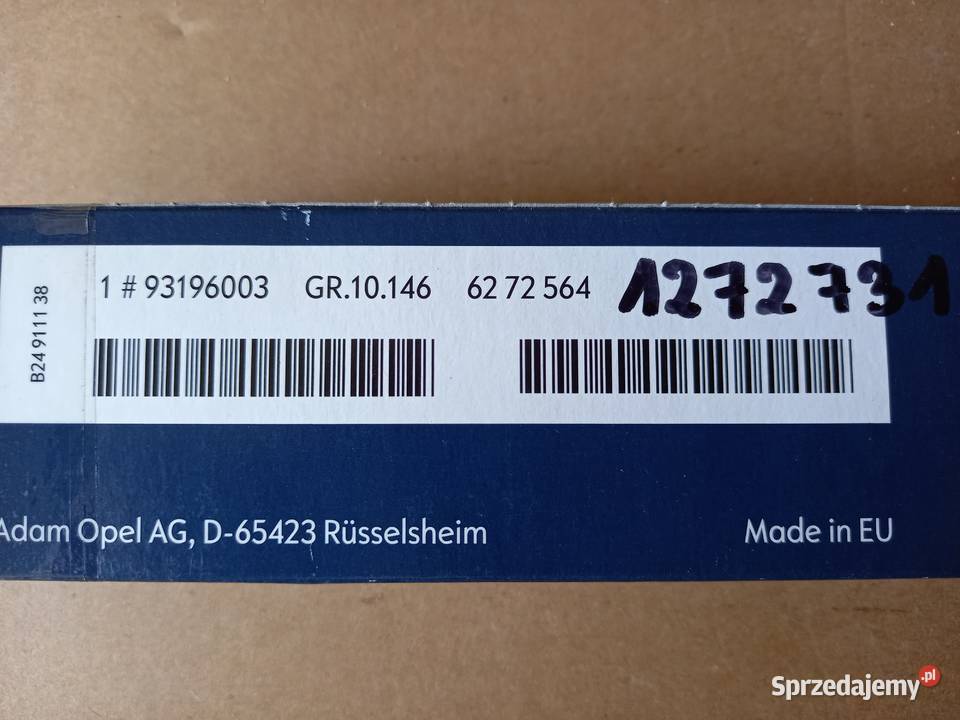 1 # 93196003 GR.10.146 62 72 564 1272731
B24 9111 38
Adam Opel AG, D-65423 Rüsselsheim Made in EU
Sprzedajemy.pl